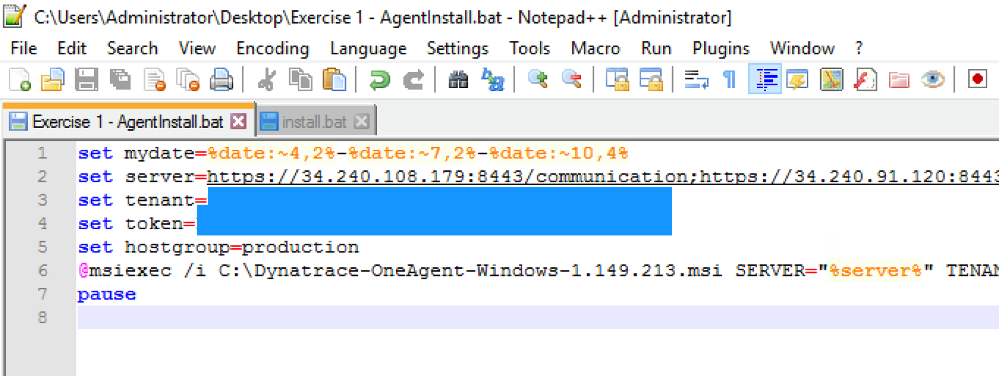 C:\Users\Administrator\Desktop\Exercise 1 - AgentInstall.bat - Notepad++ [Administrator]
File Edit Search View Encoding Language Settings Tools Macro Run Plugins Window ?
Exercise 1 - AgentInstall.bat install.bat
1 set mydate=%date:~4,2%-%date:~7,2%-%date:~10,4%
2 set server=https://34.240.108.179:8443/communication;https://34.240.91.120:8443
3 set tenant=
4 set token=
5 set hostgroup=production
6 @msiexec /i C:\Dynatrace-OneAgent-Windows-1.149.213.msi SERVER="%server%" TENAN
7 pause
8